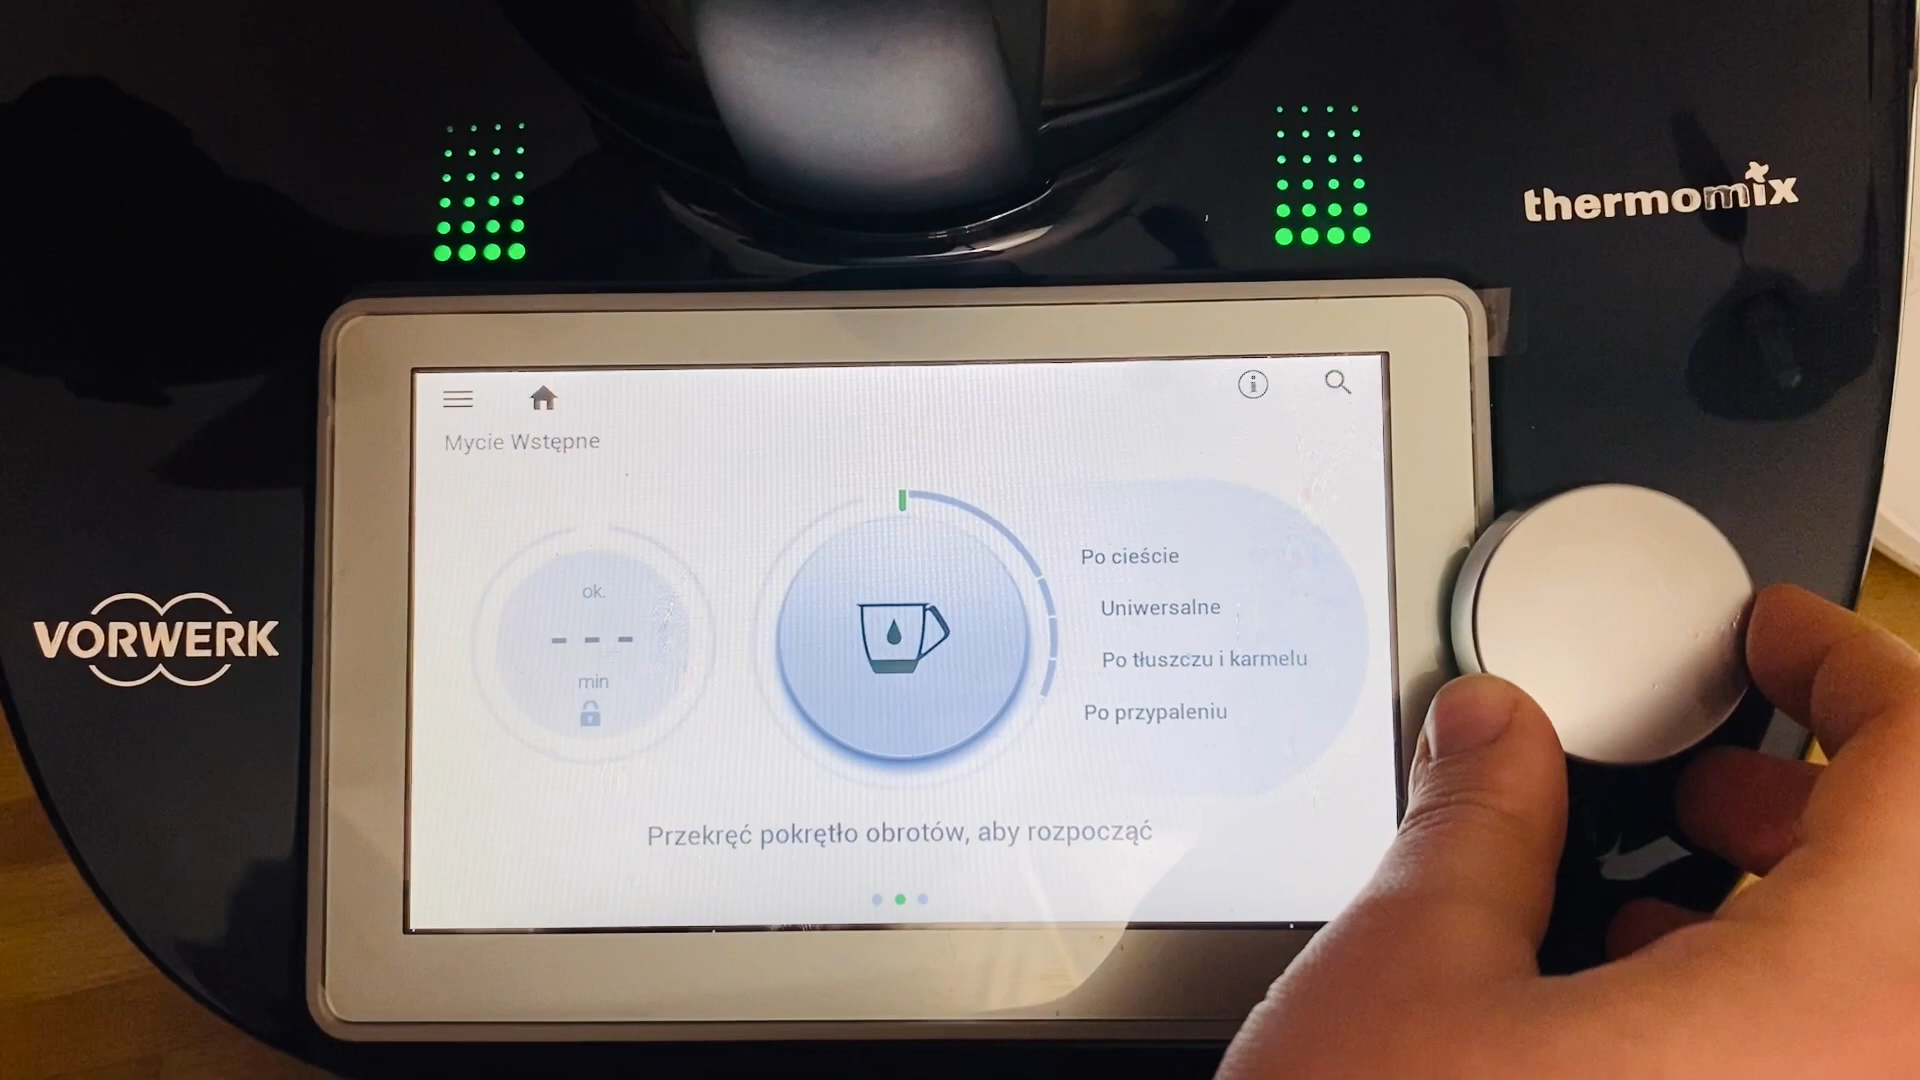 thermomix
VORWERK
Mycie Wstępne
ok.
---
min
Po cieście
Uniwersalne
Po tłuszczu i karmelu
Po przypaleniu
Przekręć pokrętło obrotów, aby rozpocząć